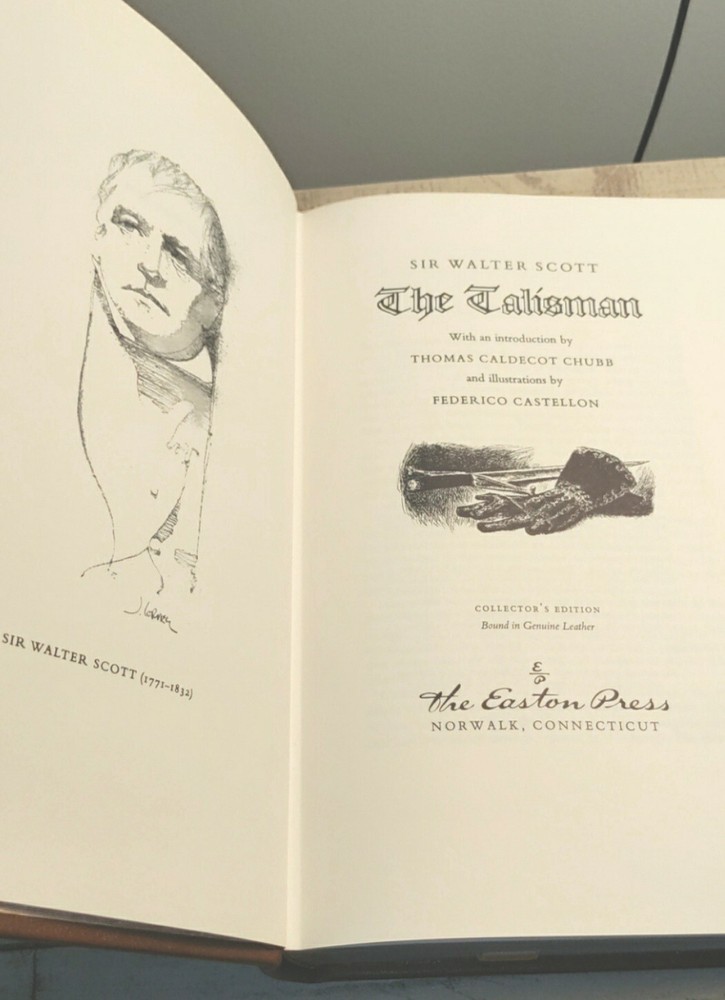 SIR WALTER SCOTT (1771–1832)
SIR WALTER SCOTT
The Talisman
With an introduction by
THOMAS CALDECOT CHUBB
and illustrations by
FEDERICO CASTELLON
COLLECTOR'S EDITION
Bound in Genuine Leather
E
P
the Easton Press
NORWALK, CONNECTICUT